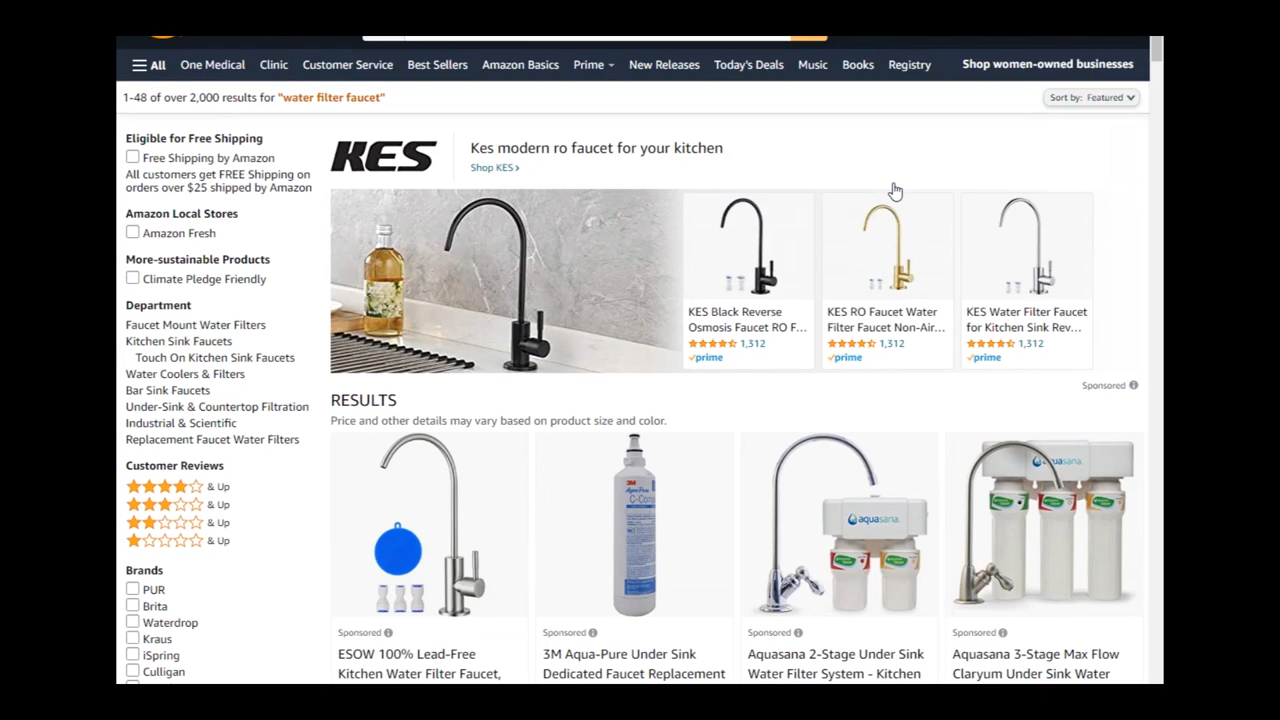 All One Medical Clinic Customer Service Best Sellers Amazon Basics Prime New Releases Today's Deals Music Books Registry Shop women-owned businesses
1-48 of over 2,000 results for "water filter faucet"
Sort by: Featured
Eligible for Free Shipping
Free Shipping by Amazon
All customers get FREE Shipping on
orders over $25 shipped by Amazon
Amazon Local Stores
Amazon Fresh
More-sustainable Products
Climate Pledge Friendly
Department
Faucet Mount Water Filters
Kitchen Sink Faucets
Touch On Kitchen Sink Faucets
Water Coolers & Filters
Bar Sink Faucets
Under-Sink & Countertop Filtration
Industrial & Scientific
Replacement Faucet Water Filters
Customer Reviews
& Up
& Up
& Up
& Up
Brands
PUR
Brita
Waterdrop
Kraus
iSpring
Culligan
KES
Kes modern ro faucet for your kitchen
Shop KES›
KES Black Reverse
Osmosis Faucet RO F...
1,312
prime
KES RO Faucet Water
Filter Faucet Non-Air...
1,312
prime
KES Water Filter Faucet
for Kitchen Sink Rev...
1,312
prime
Sponsored
RESULTS
Price and other details may vary based on product size and color.
Sponsored
ESOW 100% Lead-Free
Kitchen Water Filter Faucet,
3M
Sponsored
3M Aqua-Pure Under Sink
Dedicated Faucet Replacement
aquasana.
Sponsored
Aquasana 2-Stage Under Sink
Water Filter System - Kitchen
aquasana.
Sponsored
Aquasana 3-Stage Max Flow
Claryum Under Sink Water